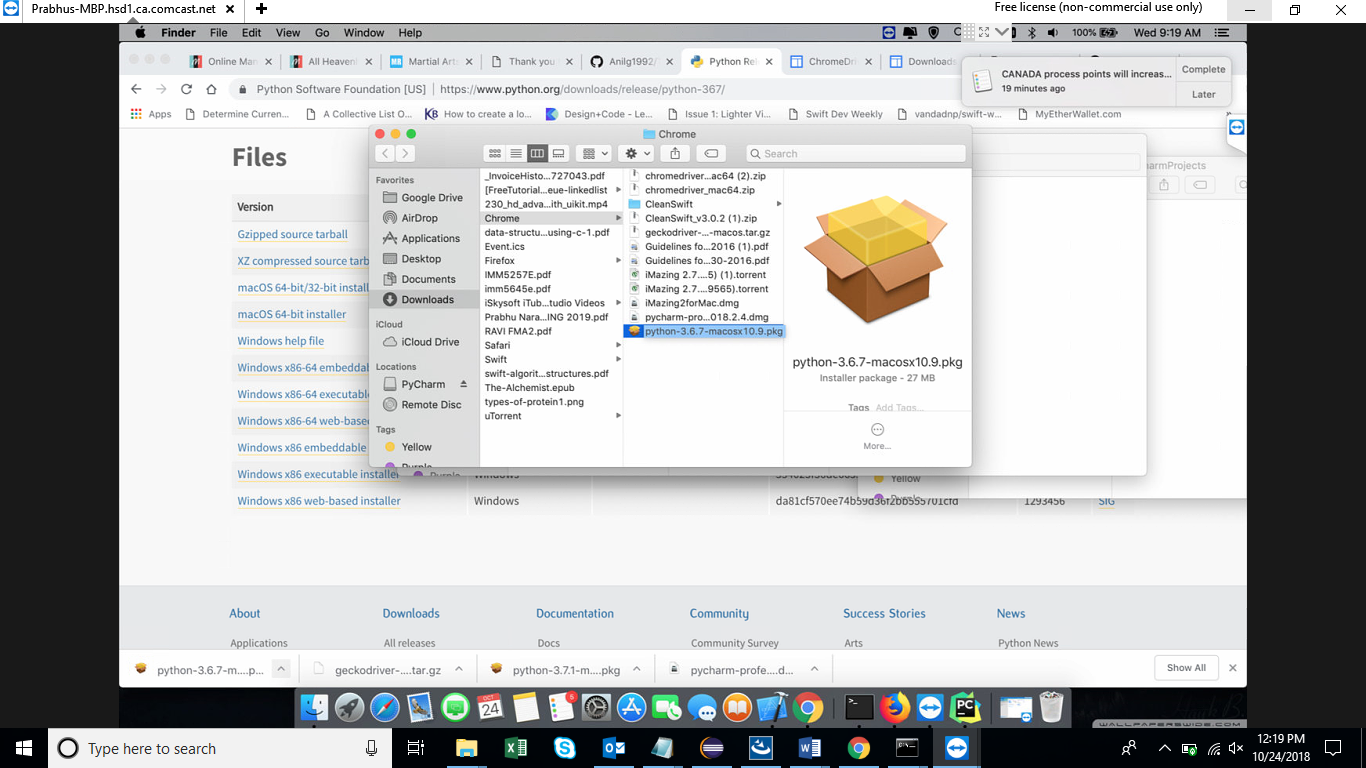 Prabhus-MBP.hsd1.ca.comcast.net
Free license (non-commercial use only)
Finder File Edit View Go Window Help
100%
Wed 9:19 AM
Online Mar
All Heavenl
Martial Arts
Thank you
Anilg1992/
Python Rel
ChromeDr
Downloads
Python Software Foundation [US] | https://www.python.org/downloads/release/python-367/
CANADA process points will increas...
19 minutes ago
Complete
Later
Apps
Determine Curren...
A Collective List O...
How to create a lo...
Design+Code - Le...
Issue 1: Lighter Vi...
Swift Dev Weekly
vandadnp/swift-w...
MyEtherWallet.com
Files
Version
Gzipped source tarball
XZ compressed source tarb
macOS 64-bit/32-bit install
macOS 64-bit installer
Windows help file
Windows x86-64 embeddab
Windows x86-64 executabl
Windows x86-64 web-base
Windows x86 embeddable
Windows x86 executable installer
Windows x86 web-based installer
Windows
Windows
da81cf570ee74b59d36f2bb555701cfd
1293456
SIG
Chrome
Search
Favorites
Google Drive
AirDrop
Applications
Desktop
Documents
Downloads
iCloud
iCloud Drive
Locations
PyCharm
Remote Disc
Tags
Yellow
Purple
_InvoiceHisto...727043.pdf
[FreeTutorial...eue-linkedlist
230_hd_adva...ith_uikit.mp4
Chrome
data-structu...using-c-1.pdf
Event.ics
Firefox
IMM5257E.pdf
imm5645e.pdf
iSkysoft iTub...tudio Videos
Prabhu Nara...ING 2019.pdf
RAVI FMA2.pdf
Safari
Swift
swift-algorit...structures.pdf
The-Alchemist.epub
types-of-protein1.png
uTorrent
chromedriver...ac64 (2).zip
chromedriver_mac64.zip
CleanSwift
CleanSwift_v3.0.2 (1).zip
geckodriver-...-macos.tar.gz
Guidelines fo...2016 (1).pdf
Guidelines fo...30-2016.pdf
iMazing 2.7....5) (1).torrent
iMazing 2.7....9565).torrent
iMazing2forMac.dmg
pycharm-pro...018.2.4.dmg
python-3.6.7-macosx10.9.pkg
python-3.6.7-macosx10.9.pkg
Installer package - 27 MB
Tags Add Tags...
More...
armProjects
Yellow
Purple
About
Downloads
Documentation
Community
Success Stories
News
Applications
All releases
Docs
Community Survey
Arts
Python News
python-3.6.7-m....p...
geckodriver-....tar.gz
python-3.7.1-m....pkg
pycharm-profe....d...
Show All
OCT
24
5
PC
WALLPAPERSWIDE.COM
Type here to search
12:19 PM
10/24/2018